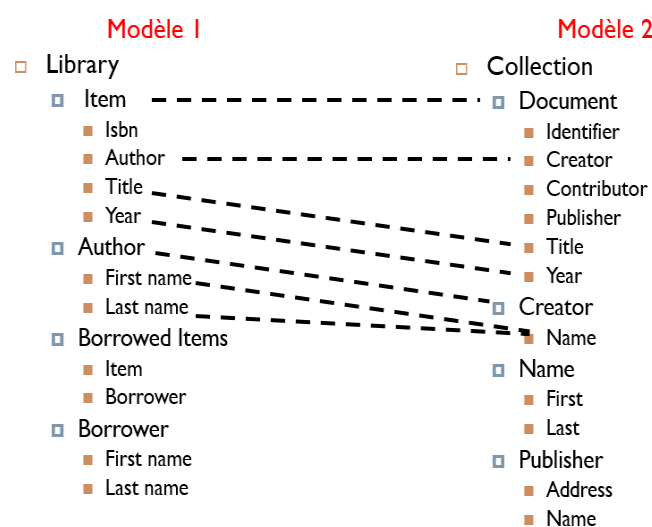 Modèle 1
Library
Item
Isbn
Author
Title
Year
Author
First name
Last name
Borrowed Items
Item
Borrower
Borrower
First name
Last name
Modèle 2
Collection
Document
Identifier
Creator
Contributor
Publisher
Title
Year
Creator
Name
Name
First
Last
Publisher
Address
Name